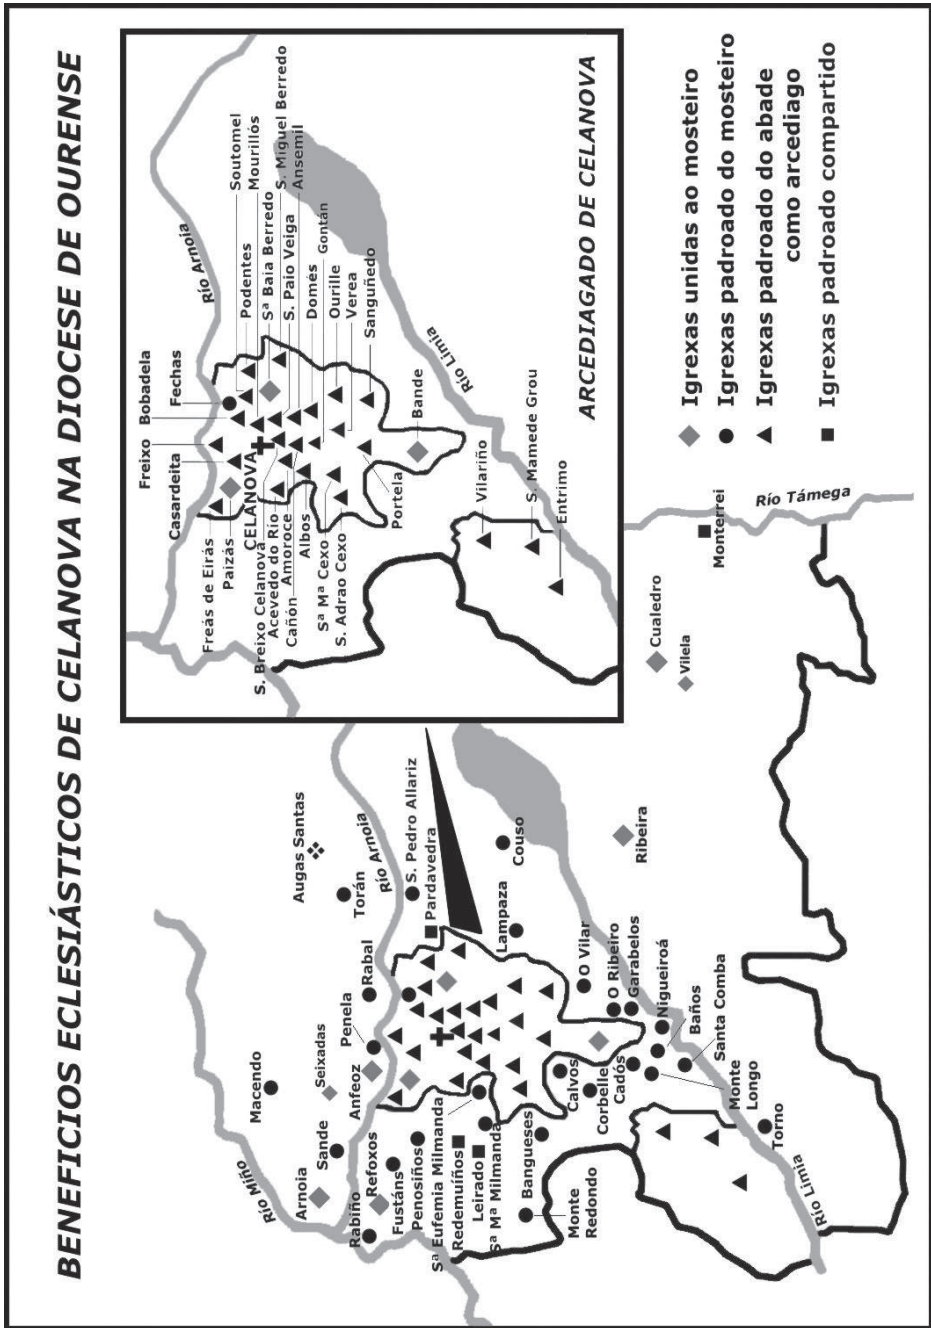 BENEFICIOS ECLESIÁSTICOS DE CELANOVA NA DIOCESE DE OURENSE
Río Arnoia
Soutomel
Mourillós
Podentes
Sª Baia Berredo
S. Paio Veiga
S. Miguel Berredo
Ansemil
Domés
Gontán
Ourille
Verea
Sanguñedo
Bobadela
Fechas
Freixo
Casardeita
CELANOVA
Freás de Eirás
Paizás
S. Breixo Celanova
Acevedo do Río
Cañón
Amoroce
Albos
Sª Mª Cexo
S. Adrao Cexo
Portela
Bande
Río Limia
Vilariño
S. Mamede Grou
Entrimo
ARCEDIAGADO DE CELANOVA
Igrexas unidas ao mosteiro
Igrexas padroado do mosteiro
Igrexas padroado do abade
como arcediago
Igrexas padroado compartido
Río Miño
Macendo
Seixadas
Sande
Arnoia
Augas Santas
Torán
Río Arnoia
Rabal
Penela
Anfeoz
Refoxos
Rabiño
Fustáns
Penosiños
Sª Eufemia Milmanda
Redemuíños
Leirado
Sª Mª Milmanda
Bangueses
Monte
Redondo
S. Pedro Allariz
Pardavedra
Lampaza
Couso
O Vilar
O Ribeiro
Garabelos
Nigueiroá
Baños
Santa Comba
Calvos
Corbelle
Cadós
Monte
Longo
Torno
Río Limia
Ribeira
Cualedro
Vilela
Monterrei
Río Támega